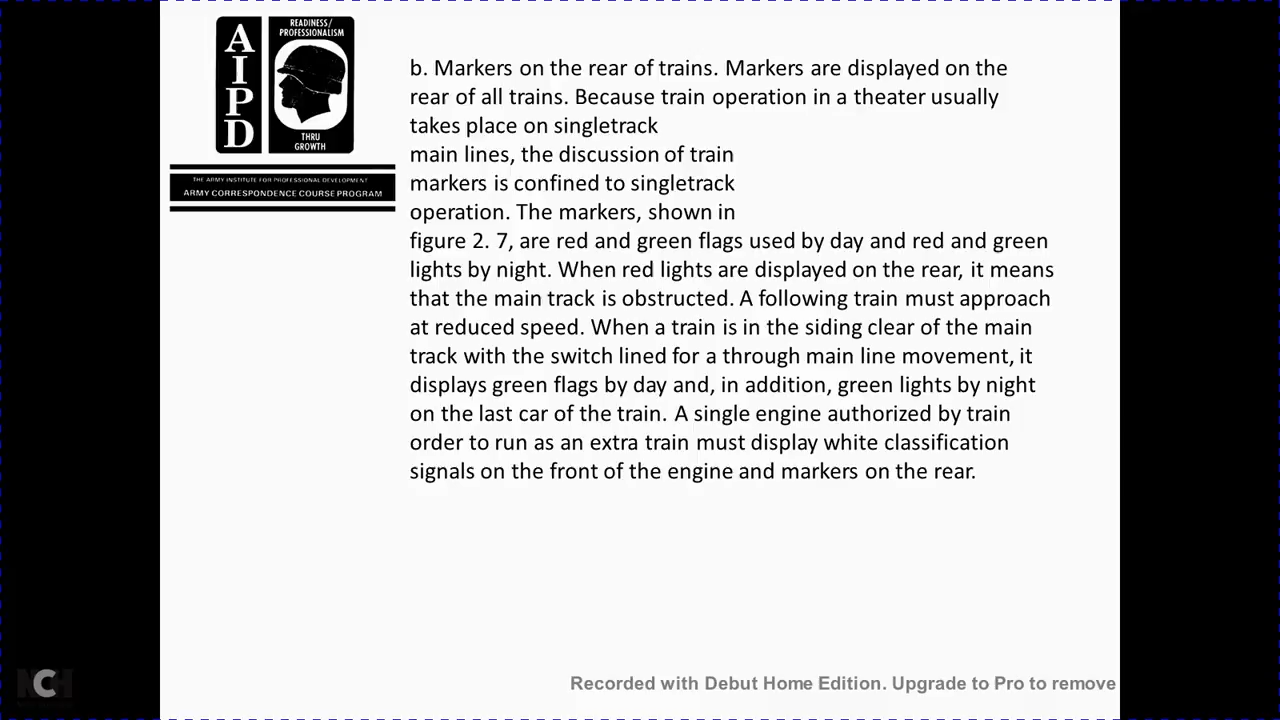 A
I
P
D
READINESS/
PROFESSIONALISM
THRU
GROWTH
THE ARMY INSTITUTE FOR PROFESSIONAL DEVELOPMENT
ARMY CORRESPONDENCE COURSE PROGRAM
b. Markers on the rear of trains. Markers are displayed on the
rear of all trains. Because train operation in a theater usually
takes place on singletrack
main lines, the discussion of train
markers is confined to singletrack
operation. The markers, shown in
figure 2. 7, are red and green flags used by day and red and green
lights by night. When red lights are displayed on the rear, it means
that the main track is obstructed. A following train must approach
at reduced speed. When a train is in the siding clear of the main
track with the switch lined for a through main line movement, it
displays green flags by day and, in addition, green lights by night
on the last car of the train. A single engine authorized by train
order to run as an extra train must display white classification
signals on the front of the engine and markers on the rear.
NCH
Recorded with Debut Home Edition. Upgrade to Pro to remove